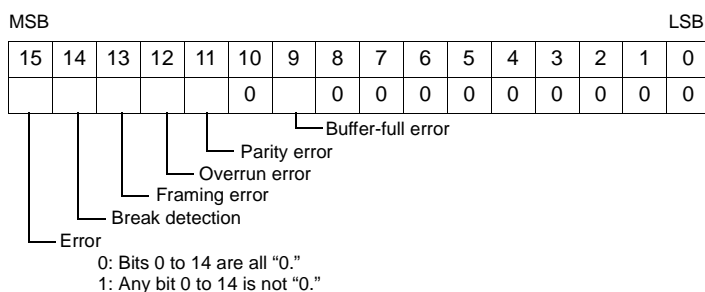 MSB LSB
15 14 13 12 11 10 9 8 7 6 5 4 3 2 1 0
0 0 0 0 0 0 0 0 0 0
Buffer-full error
Parity error
Overrun error
Framing error
Break detection
Error
0: Bits 0 to 14 are all “0.”
1: Any bit 0 to 14 is not “0.”